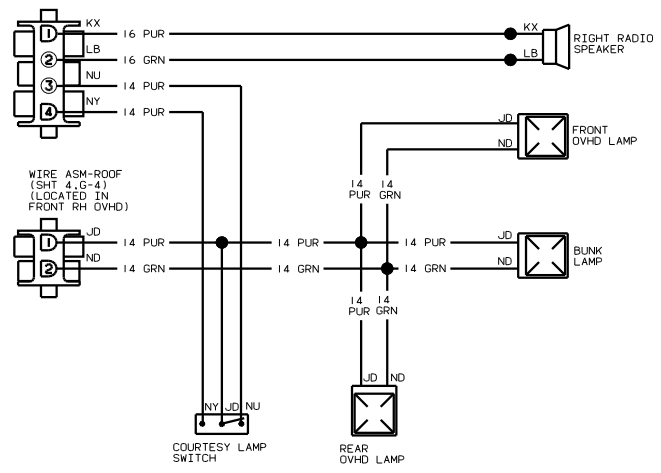 KX
1 16 PUR
KX
LB
2 16 GRN
LB
RIGHT RADIO
SPEAKER
NU
3 14 PUR
NY
4 14 PUR
JD
ND
FRONT
OVHD LAMP
WIRE ASM-ROOF
(SHT 4,G-4)
(LOCATED IN
FRONT RH OVHD)
14
PUR
14
GRN
JD
1 14 PUR
14 PUR
14 PUR
JD
ND
2 14 GRN
14 GRN
14 GRN
ND
BUNK
LAMP
14
PUR
14
GRN
JD
ND
NY JD NU
COURTESY LAMP
SWITCH
REAR
OVHD LAMP